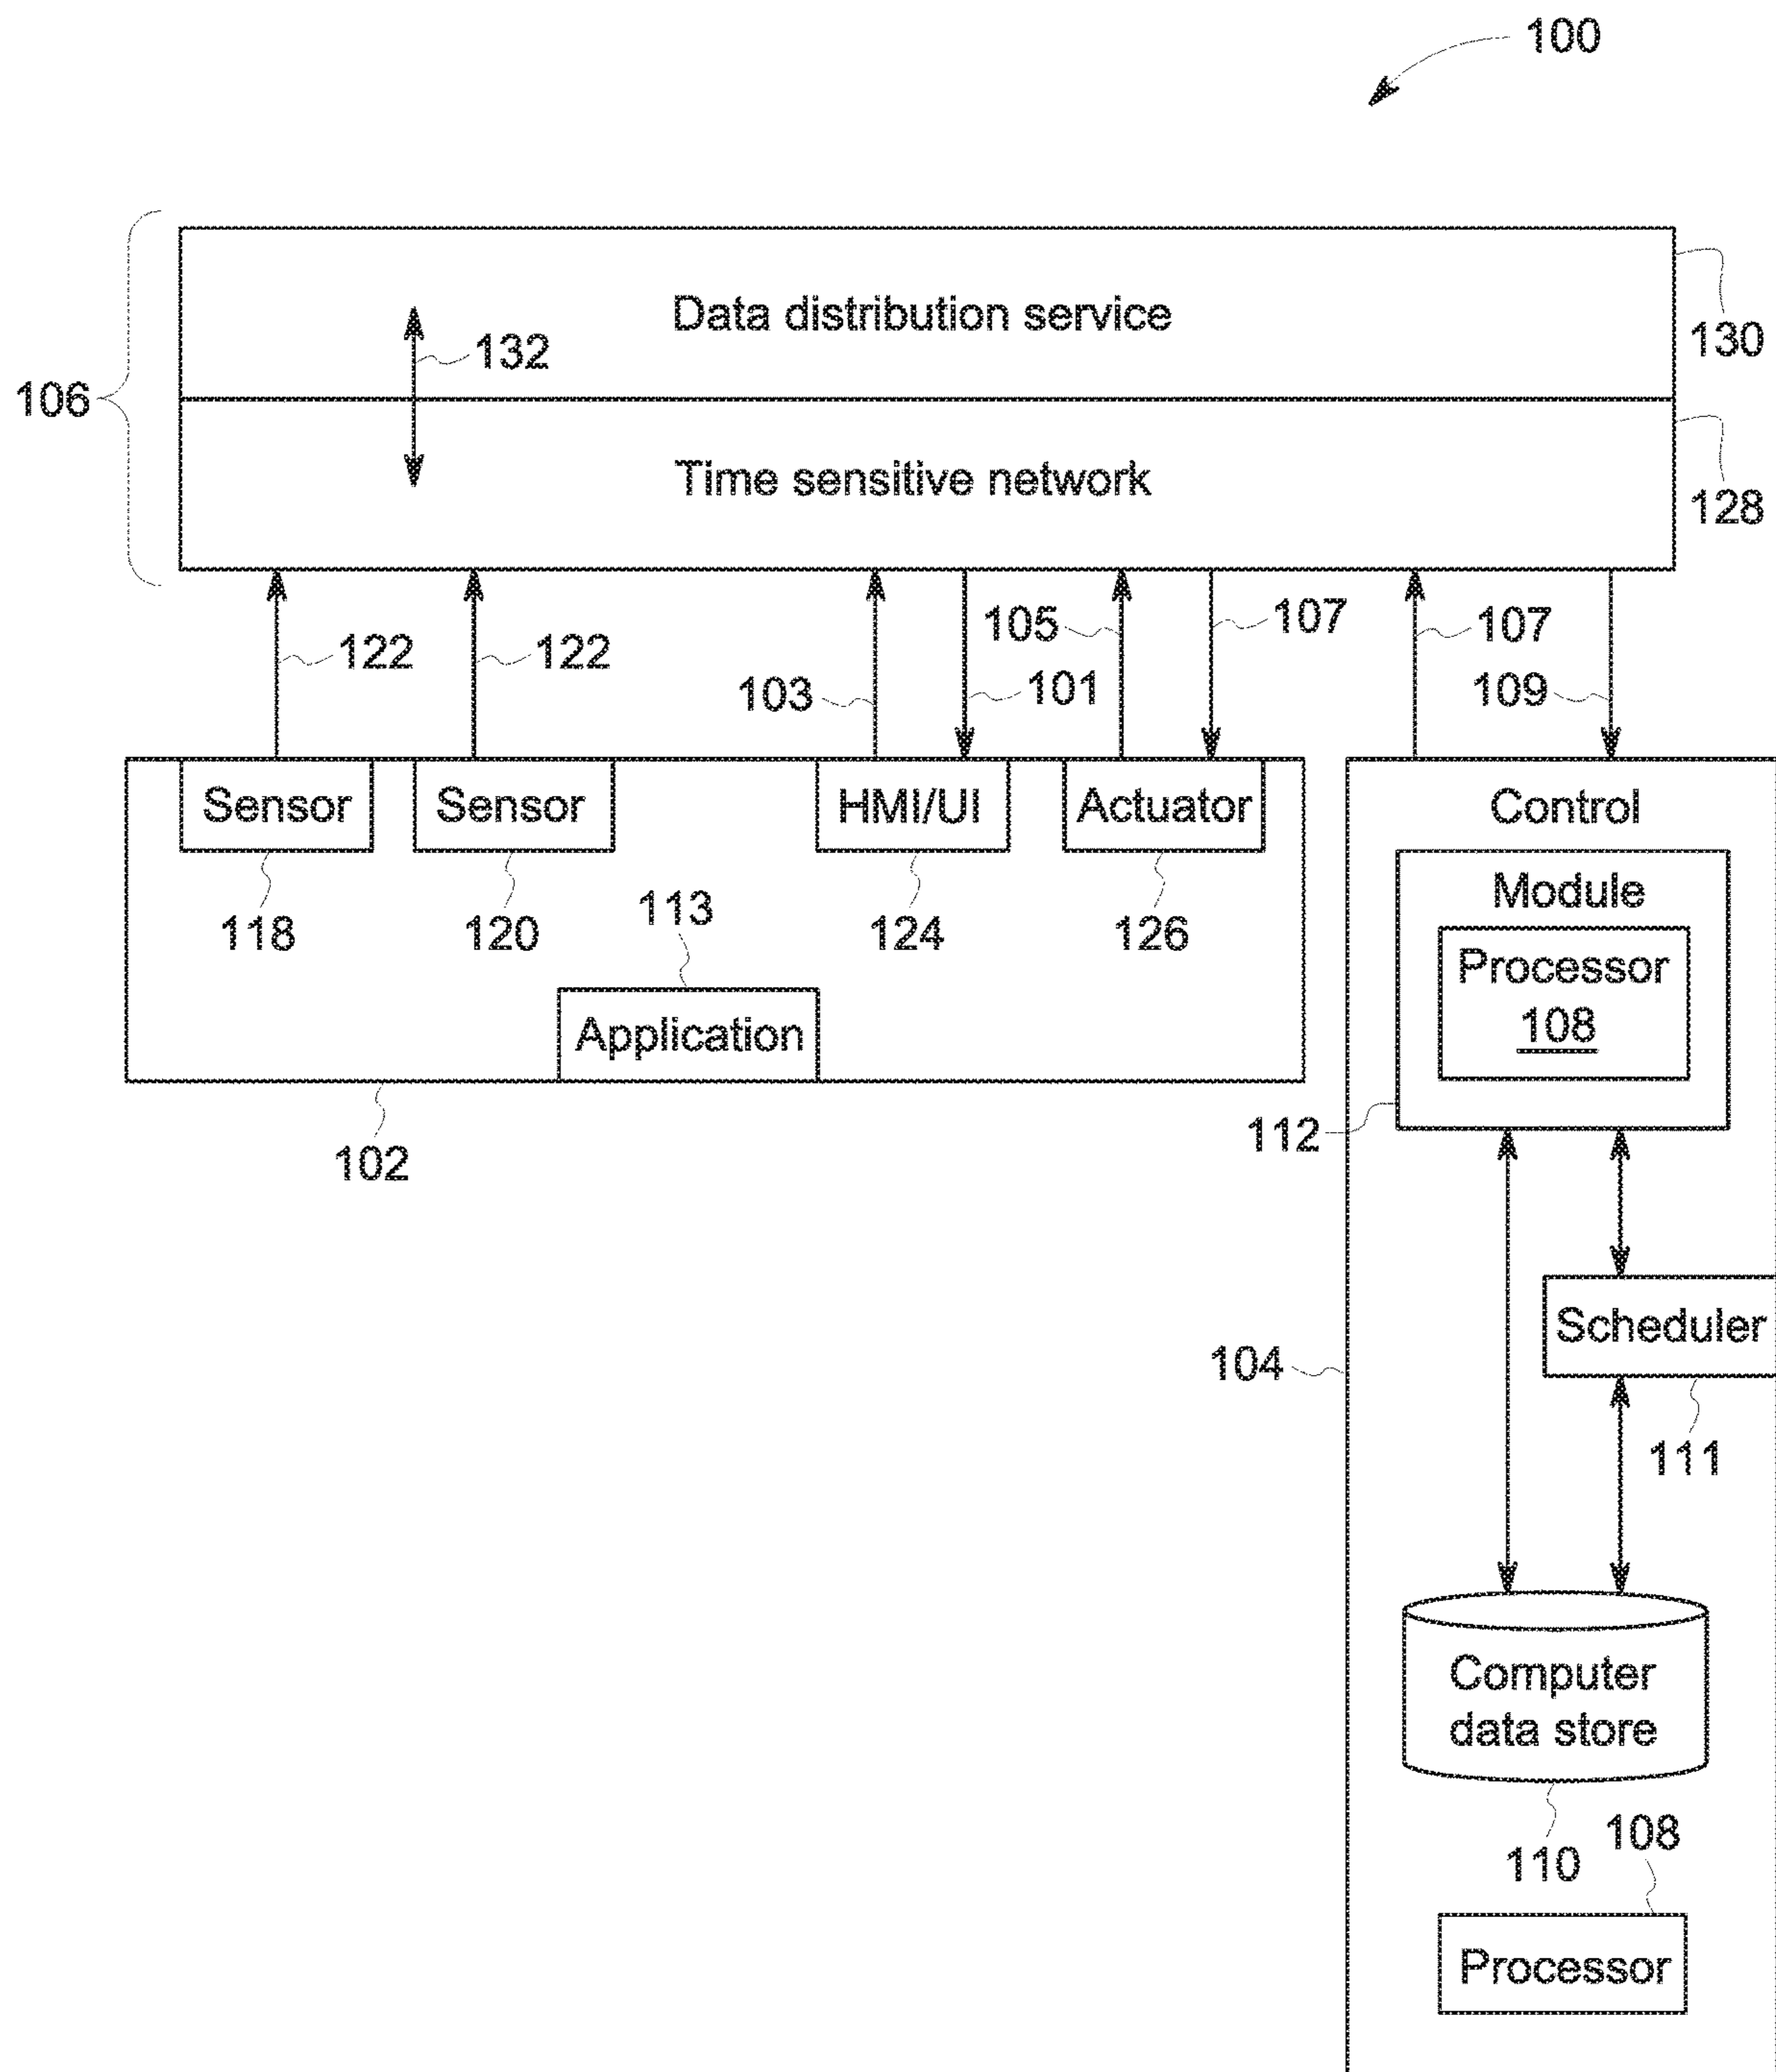 100
Data distribution service
130
132
106
Time sensitive network
128
122
122
103
101
105
107
107
109
Sensor
Sensor
HMI/UI
Actuator
Control
118
120
113
124
126
Module
Processor
108
Application
102
112
Scheduler
104
111
Computer
data store
110
108
Processor